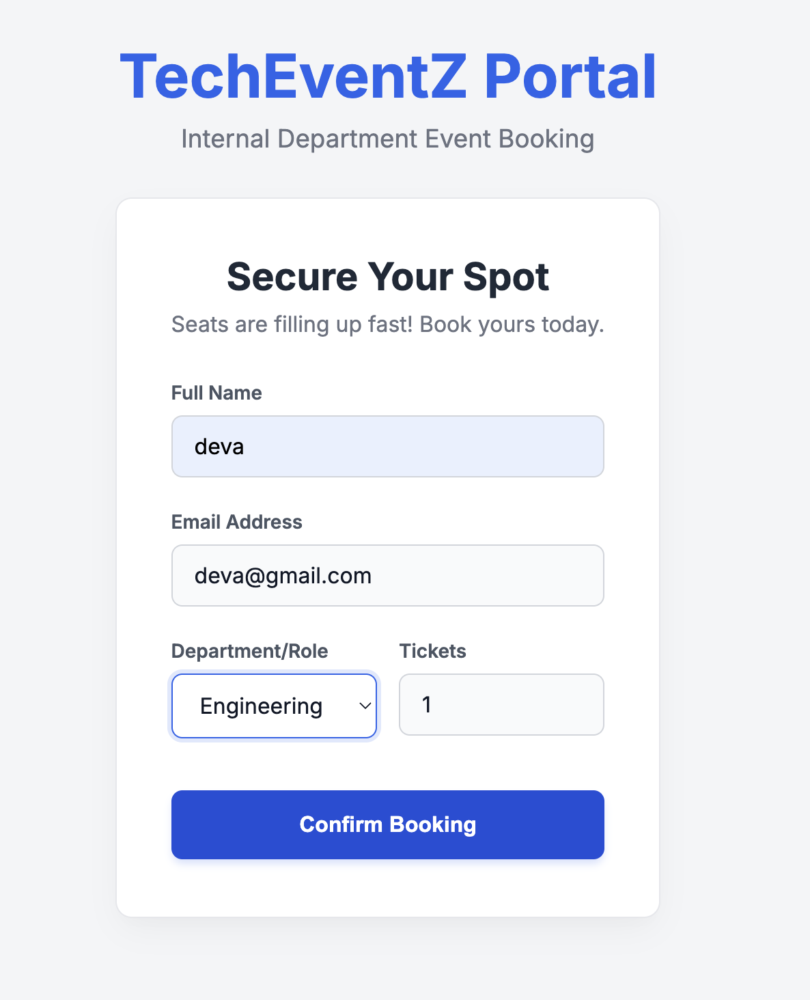 TechEventZ Portal
Internal Department Event Booking
Secure Your Spot
Seats are filling up fast! Book yours today.
Full Name
deva
Email Address
deva@gmail.com
Department/Role
Tickets
Engineering
1
Confirm Booking